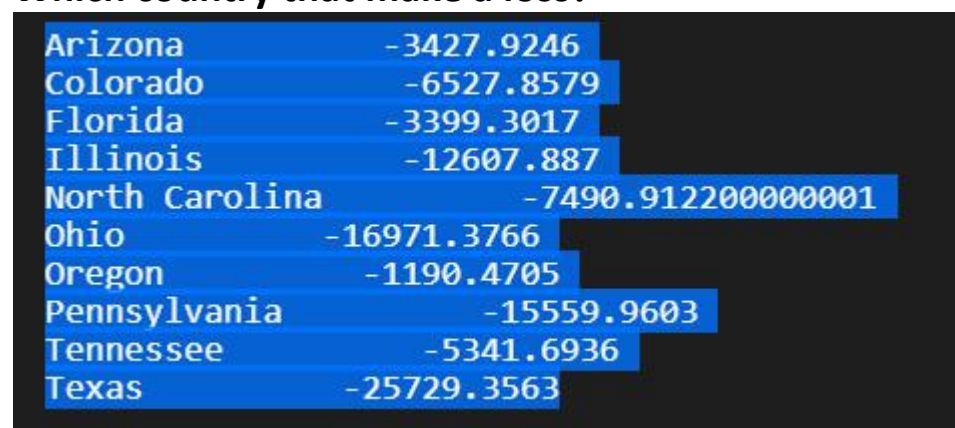 Which country that make a loss?
Arizona -3427.9246
Colorado -6527.8579
Florida -3399.3017
Illinois -12607.887
North Carolina -7490.912200000001
Ohio -16971.3766
Oregon -1190.4705
Pennsylvania -15559.9603
Tennessee -5341.6936
Texas -25729.3563